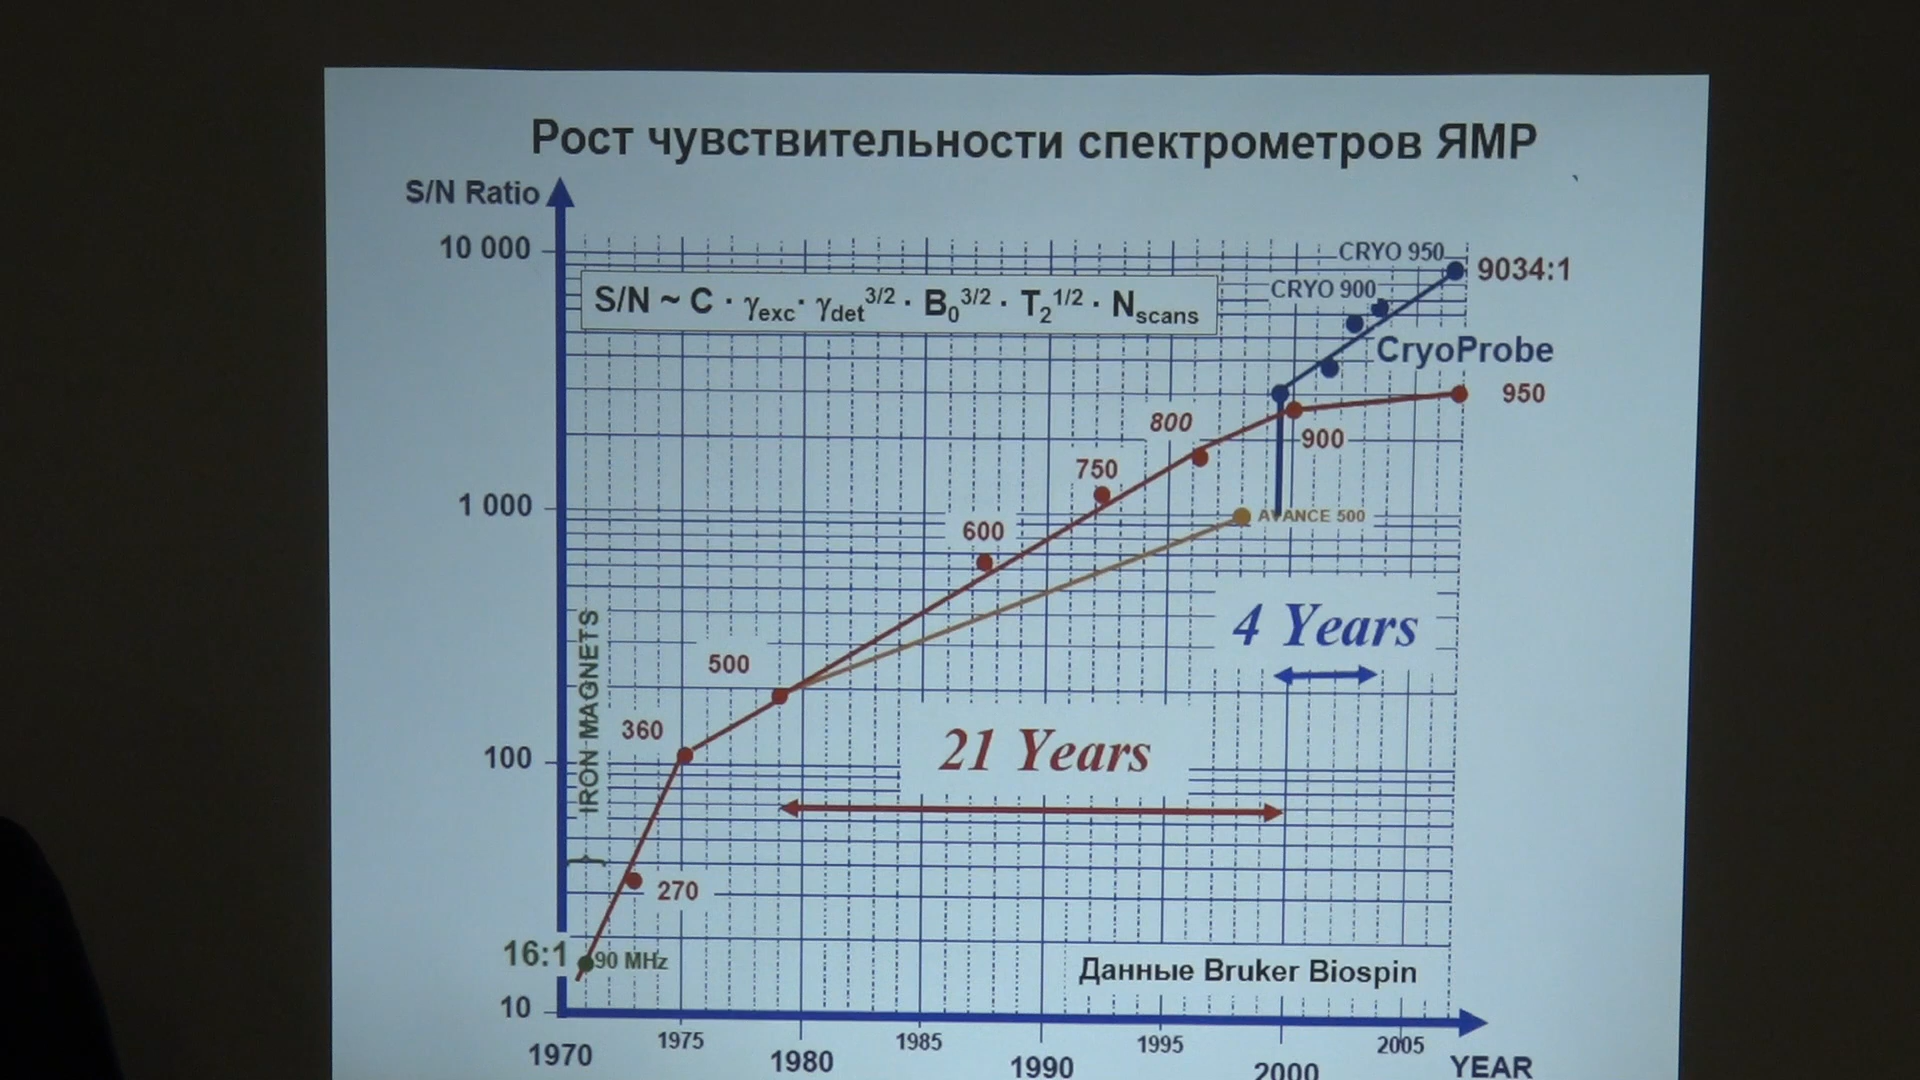 Рост чувствительности спектрометров ЯМР
S/N Ratio
10 000
CRYO 950
9034:1
S/N ~ C · γexc · γdet3/2 · B03/2 · T21/2 · Nscans
CRYO 900
CryoProbe
950
800
900
750
1 000
AVANCE 500
600
IRON MAGNETS
4 Years
500
360
21 Years
100
270
16:1
90 MHz
Данные Bruker Biospin
10
1970
1975
1980
1985
1990
1995
2000
2005
YEAR